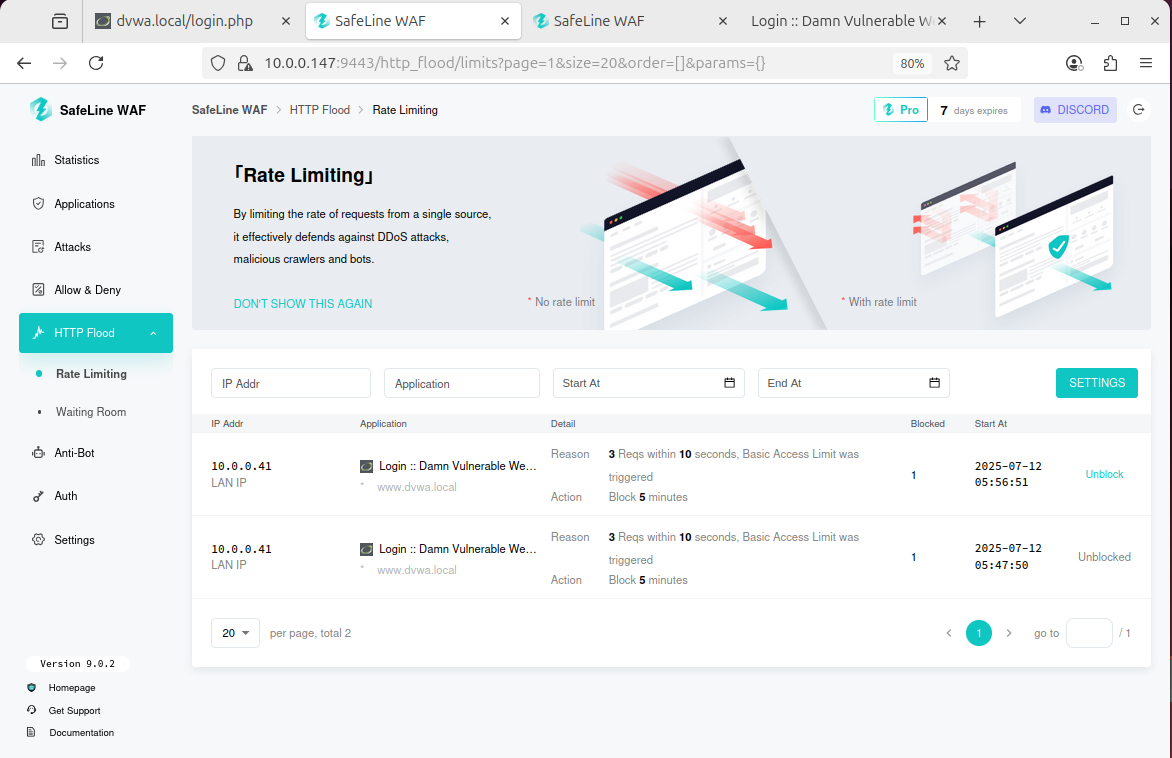 dvwa.local/login.php
SafeLine WAF
SafeLine WAF
Login :: Damn Vulnerable W
10.0.0.147:9443/http_flood/limits?page=1&size=20&order=[]&params={}
80%
SafeLine WAF
SafeLine WAF > HTTP Flood > Rate Limiting
Pro
7 days expires
DISCORD
Statistics
Applications
Attacks
Allow & Deny
HTTP Flood
Rate Limiting
Waiting Room
Anti-Bot
Auth
Settings
「Rate Limiting」
By limiting the rate of requests from a single source,
it effectively defends against DDoS attacks,
malicious crawlers and bots.
DON'T SHOW THIS AGAIN
* No rate limit
* With rate limit
IP Addr
Application
Start At
End At
SETTINGS
IP Addr Application Detail Blocked Start At
10.0.0.41
LAN IP
Login :: Damn Vulnerable We...
* www.dvwa.local
Reason 3 Reqs within 10 seconds, Basic Access Limit was
triggered
Action Block 5 minutes
1
2025-07-12
05:56:51
Unblock
10.0.0.41
LAN IP
Login :: Damn Vulnerable We...
* www.dvwa.local
Reason 3 Reqs within 10 seconds, Basic Access Limit was
triggered
Action Block 5 minutes
1
2025-07-12
05:47:50
Unblocked
20 per page, total 2
1
go to / 1
Version 9.0.2
Homepage
Get Support
Documentation